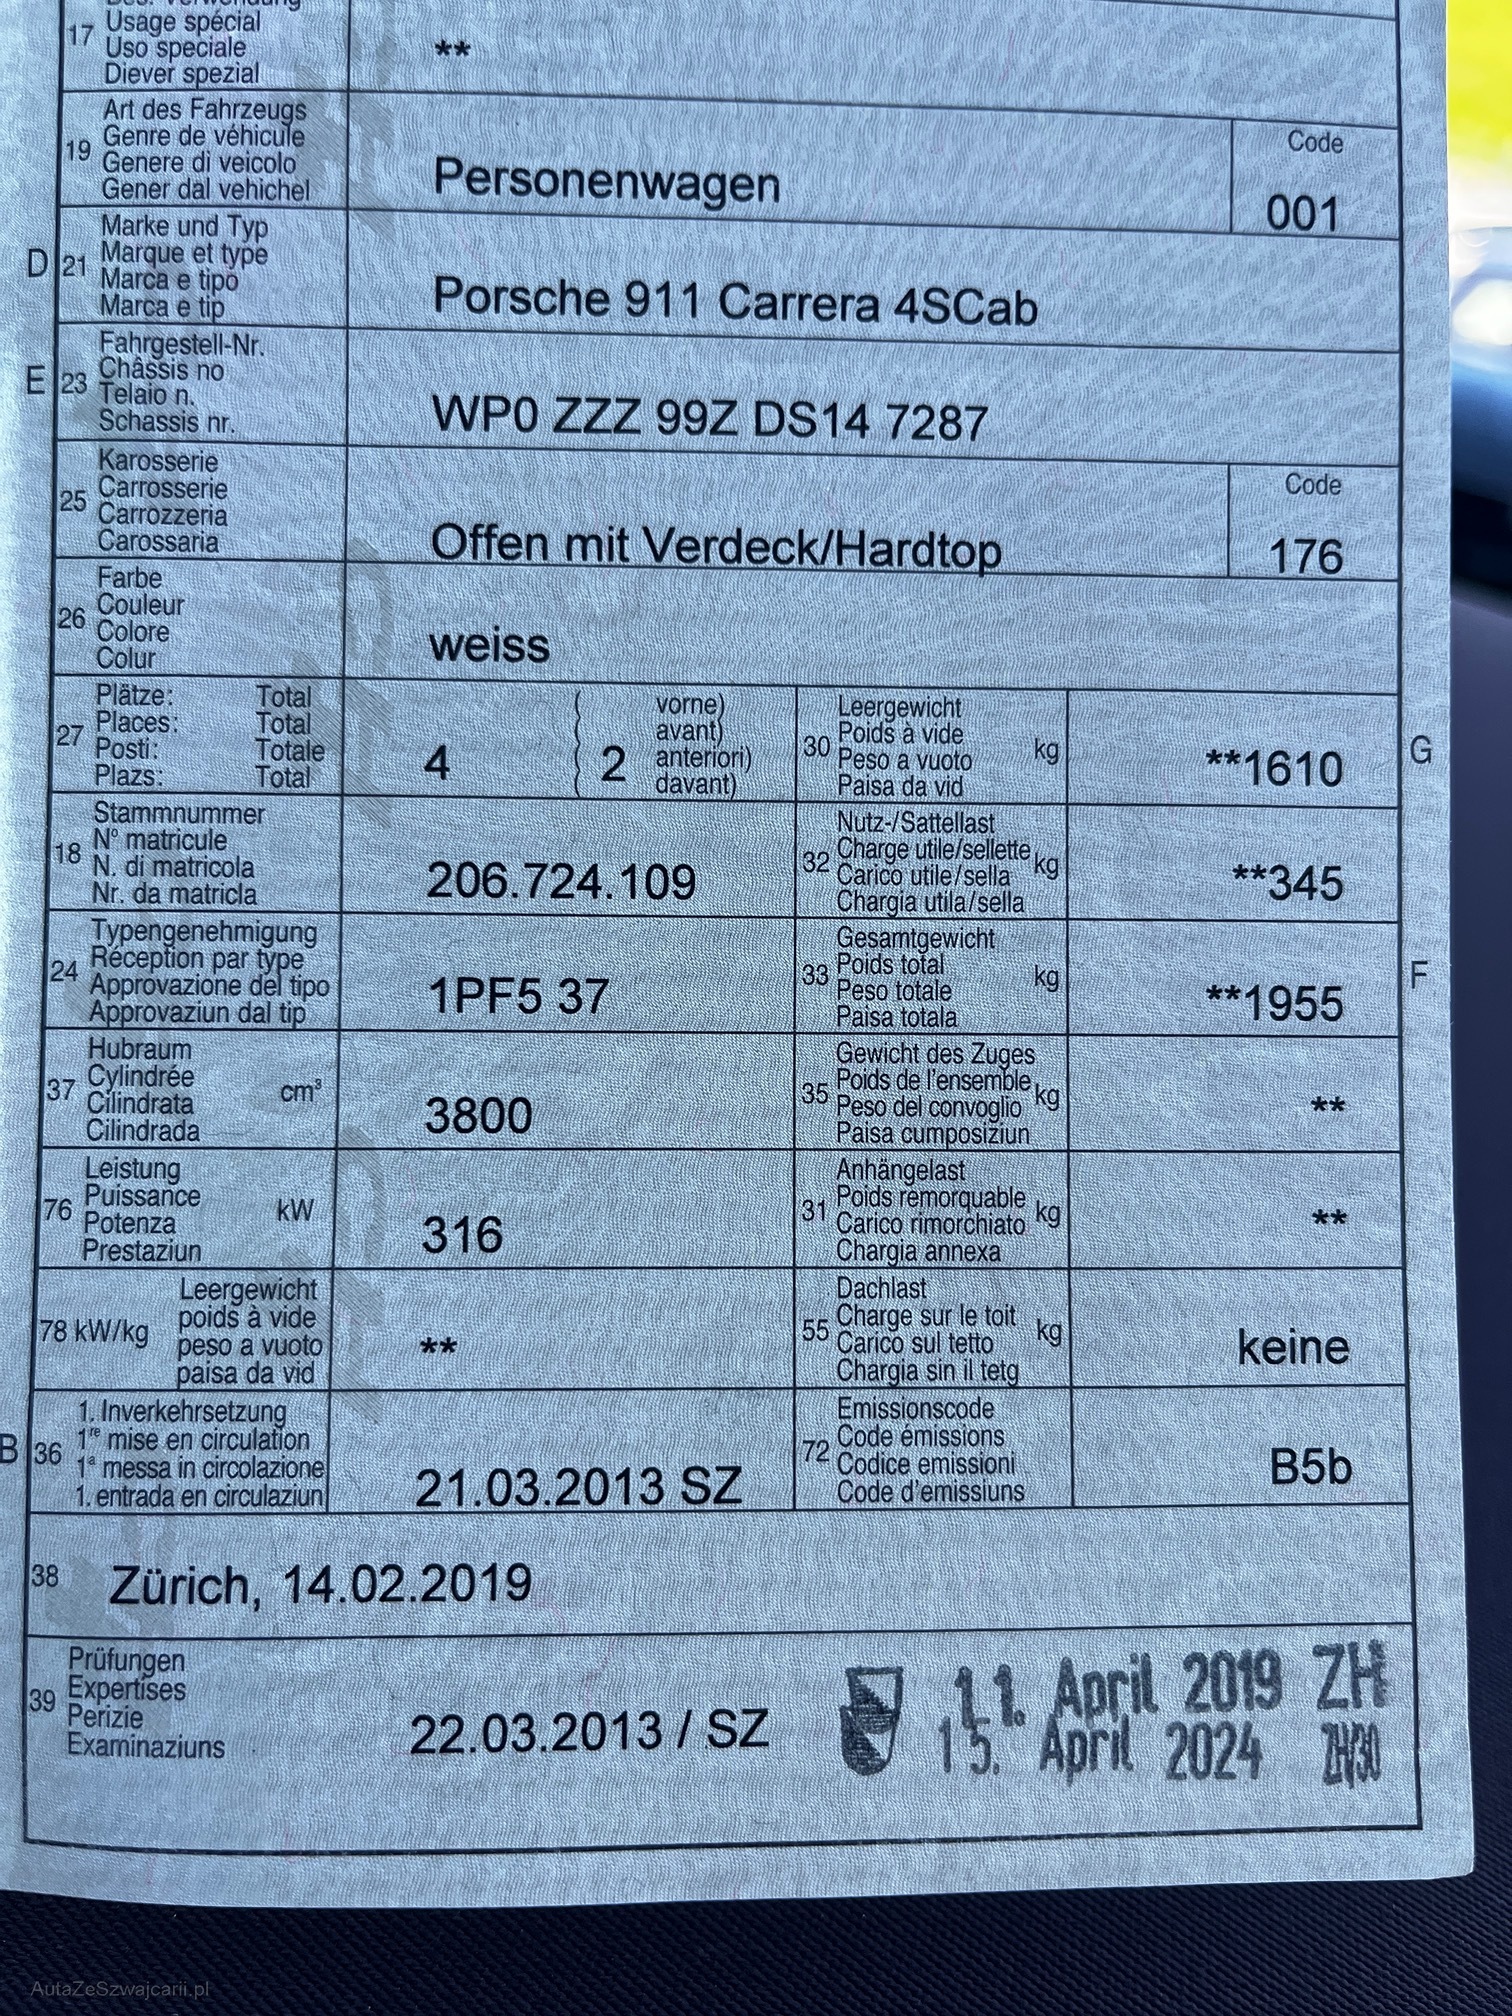 17 Usage spécial
Uso speciale **
Diever spezial
Art des Fahrzeugs
19 Genre de véhicule Code
Genere di veicolo Personenwagen 001
Gener dal vehichel
Marke und Typ
D 21 Marque et type
Marca e tipo Porsche 911 Carrera 4SCab
Marca e tip
Fahrgestell-Nr.
E 23 Châssis no
Telaio n. WP0 ZZZ 99Z DS14 7287
Schassis nr.
Karosserie
25 Carrosserie Code
Carrozzeria Offen mit Verdeck/Hardtop 176
Carossaria
Farbe
26 Couleur
Colore weiss
Colur
27 Plätze: Total
Places: Total
Posti: Totale
Plazs: Total
4 ( 2 vorne)
avant)
anteriori)
davant)
30 Leergewicht
Poids à vide kg
Peso a vuoto **1610 G
Paisa da vid
18 Stammnummer
N° matricule
N. di matricola 206.724.109
Nr. da matricla
32 Nutz-/Sattellast
Charge utile/sellette kg
Carico utile/sella **345
Chargia utila/sella
24 Typengenehmigung
Réception par type
Approvazione del tipo 1PF5 37
Approvaziun dal tip
33 Gesamtgewicht
Poids total kg
Peso totale **1955 F
Paisa totala
37 Hubraum
Cylindrée cm³
Cilindrata 3800
Cilindrada
35 Gewicht des Zuges
Poids de l'ensemble kg
Peso del convoglio **
Paisa cumposiziun
76 Leistung
Puissance kW
Potenza 316
Prestaziun
31 Anhängelast
Poids remorquable kg
Carico rimorchiato **
Chargia annexa
78 kW/kg Leergewicht
poids à vide
peso a vuoto **
paisa da vid
55 Dachlast
Charge sur le toit kg
Carico sul tetto keine
Chargia sin il tetg
B 36 1. Inverkehrsetzung
1re mise en circulation
1a messa in circolazione
1. entrada en circulaziun 21.03.2013 SZ
72 Emissionscode
Code émissions
Codice emissioni B5b
Code d'emissiuns
38 Zürich, 14.02.2019
39 Prüfungen
Expertises
Perizie
Examinaziuns
22.03.2013 / SZ
11. April 2019 ZH
15. April 2024 ZH30
AutaZeSzwajcarii.pl